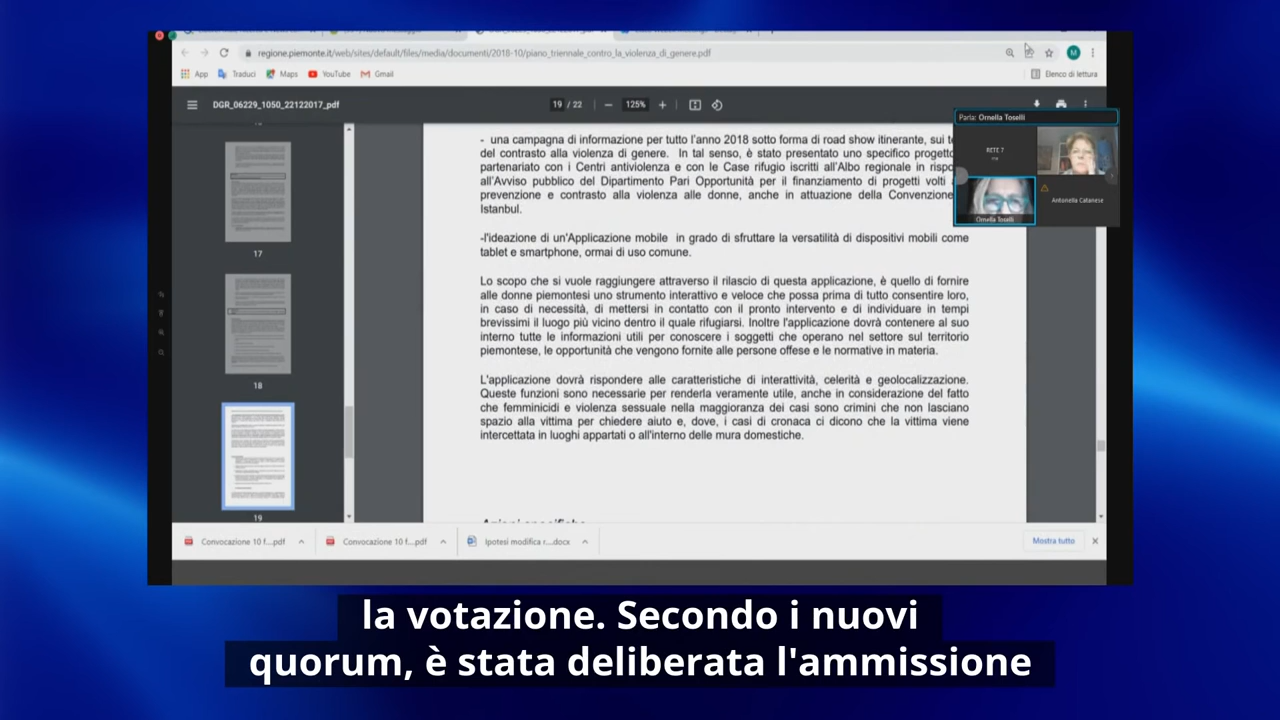 regione.piemonte.it/web/sites/default/files/media/documenti/2018-10/piano_triennale_contro_la_violenza_di_genere.pdf
M
App Traduci Maps YouTube Gmail Elenco di lettura
DGR_06229_1050_22122017_pdf 19 / 22 125%
Parla: Ornella Toselli
RETE 7
Antonella Catanese
Ornella Toselli
17
18
19
- una campagna di informazione per tutto l'anno 2018 sotto forma di road show itinerante, sui
del contrasto alla violenza di genere. In tal senso, è stato presentato uno specifico progetto
partenariato con i Centri antiviolenza e con le Case rifugio iscritti all'Albo regionale in
all'Avviso pubblico del Dipartimento Pari Opportunità per il finanziamento di progetti volti
prevenzione e contrasto alla violenza alle donne, anche in attuazione della Convenzione
Istanbul.
-l'ideazione di un'Applicazione mobile in grado di sfruttare la versatilità di dispositivi mobili come
tablet e smartphone, ormai di uso comune.
Lo scopo che si vuole raggiungere attraverso il rilascio di questa applicazione, è quello di fornire
alle donne piemontesi uno strumento interattivo e veloce che possa prima di tutto consentire loro,
in caso di necessità, di mettersi in contatto con il pronto intervento e di individuare in tempi
brevissimi il luogo più vicino dentro il quale rifugiarsi. Inoltre l'applicazione dovrà contenere al suo
interno tutte le informazioni utili per conoscere i soggetti che operano nel settore sul territorio
piemontese, le opportunità che vengono fornite alle persone offese e le normative in materia.
L'applicazione dovrà rispondere alle caratteristiche di interattività, celerità e geolocalizzazione.
Queste funzioni sono necessarie per renderla veramente utile, anche in considerazione del fatto
che femminicidi e violenza sessuale nella maggioranza dei casi sono crimini che non lasciano
spazio alla vittima per chiedere aiuto e, dove, i casi di cronaca ci dicono che la vittima viene
intercettata in luoghi appartati o all'interno delle mura domestiche.
Convocazione 10 f....pdf Convocazione 10 f....pdf Ipotesi modifica r....docx Mostra tutto
la votazione. Secondo i nuovi
quorum, è stata deliberata l'ammissione